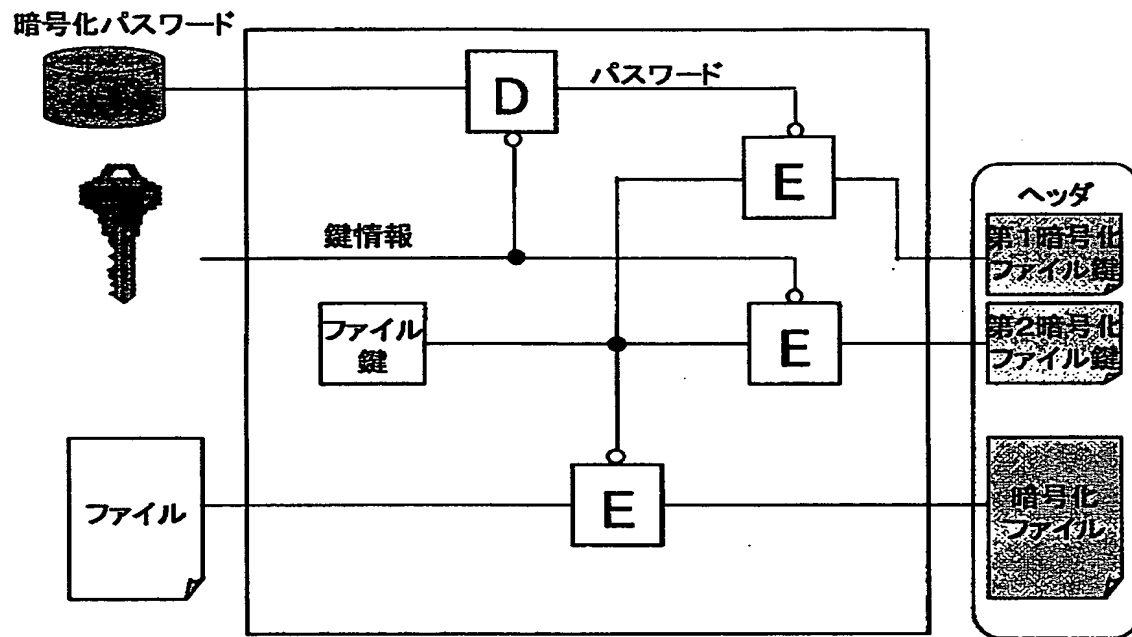 暗号化パスワード
D
パスワード
E
ヘッダ
第1暗号化
ファイル鍵
鍵情報
ファイル
鍵
E
第2暗号化
ファイル鍵
ファイル
E
暗号化
ファイル